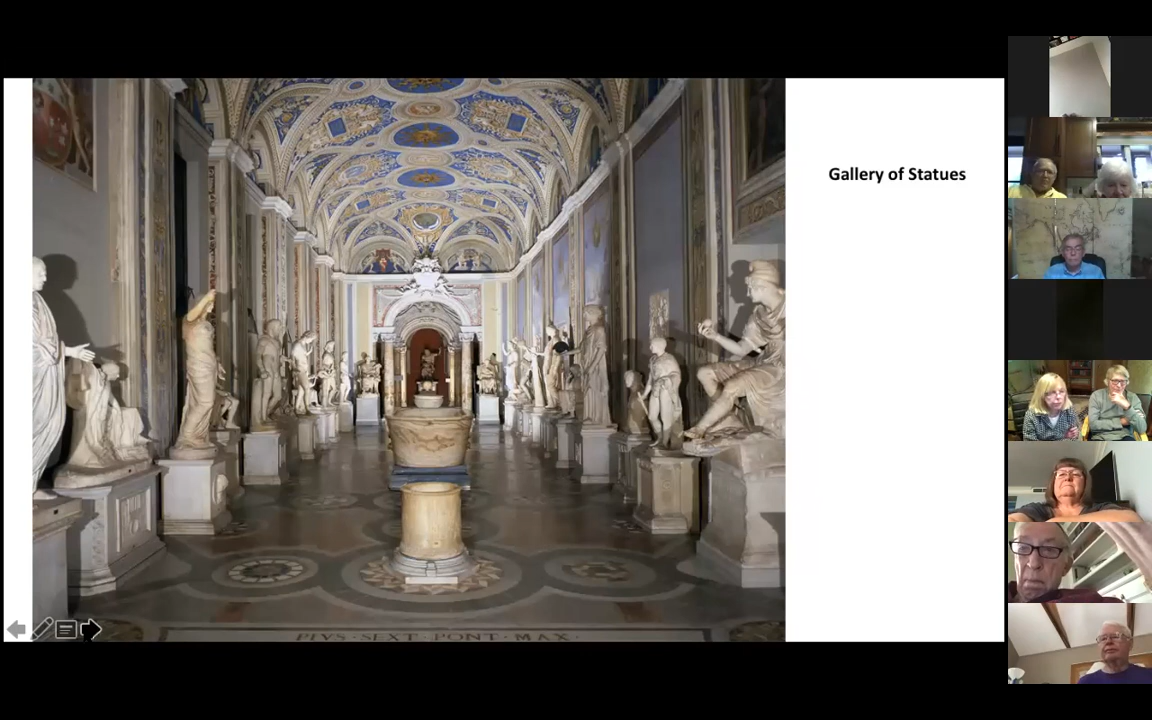 Gallery of Statues
PIVS · SEXT · PONT · MAX ·